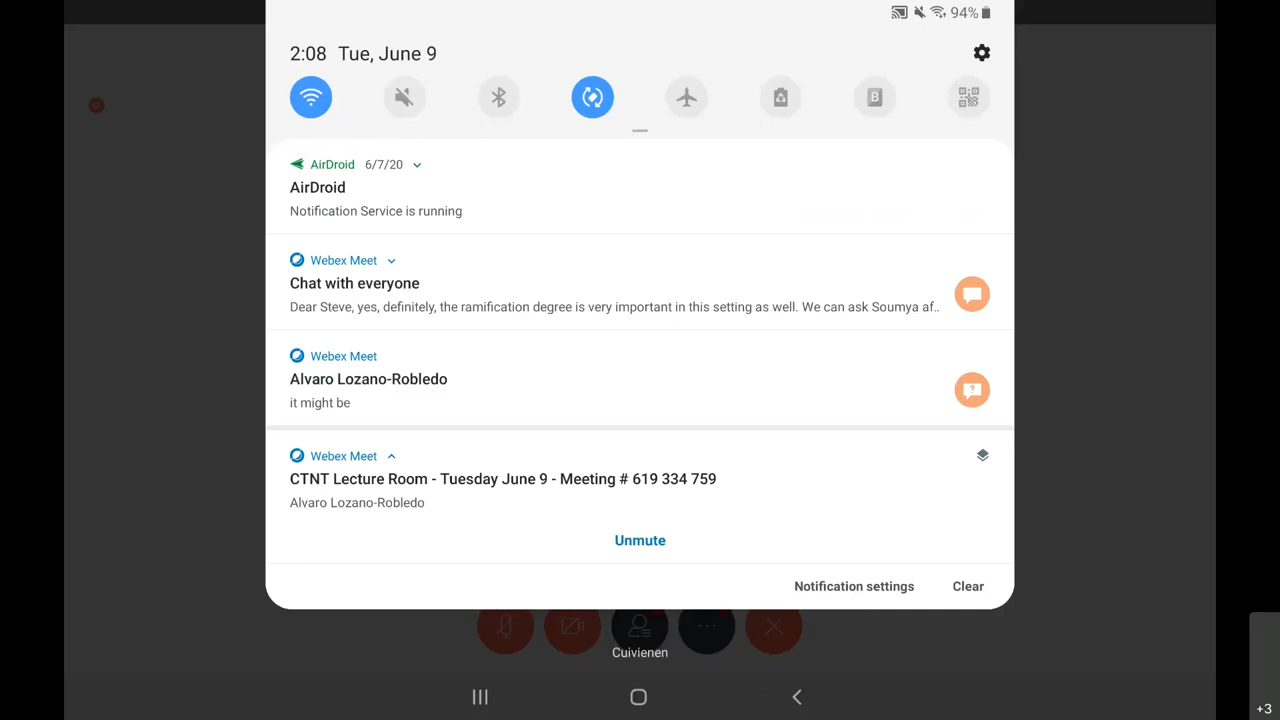 94%
2:08 Tue, June 9
AirDroid 6/7/20
AirDroid
Notification Service is running
Webex Meet
Chat with everyone
Dear Steve, yes, definitely, the ramification degree is very important in this setting as well. We can ask Soumya af..
Webex Meet
Alvaro Lozano-Robledo
it might be
Webex Meet
CTNT Lecture Room - Tuesday June 9 - Meeting # 619 334 759
Alvaro Lozano-Robledo
Unmute
Notification settings Clear
Cuivienen
+3